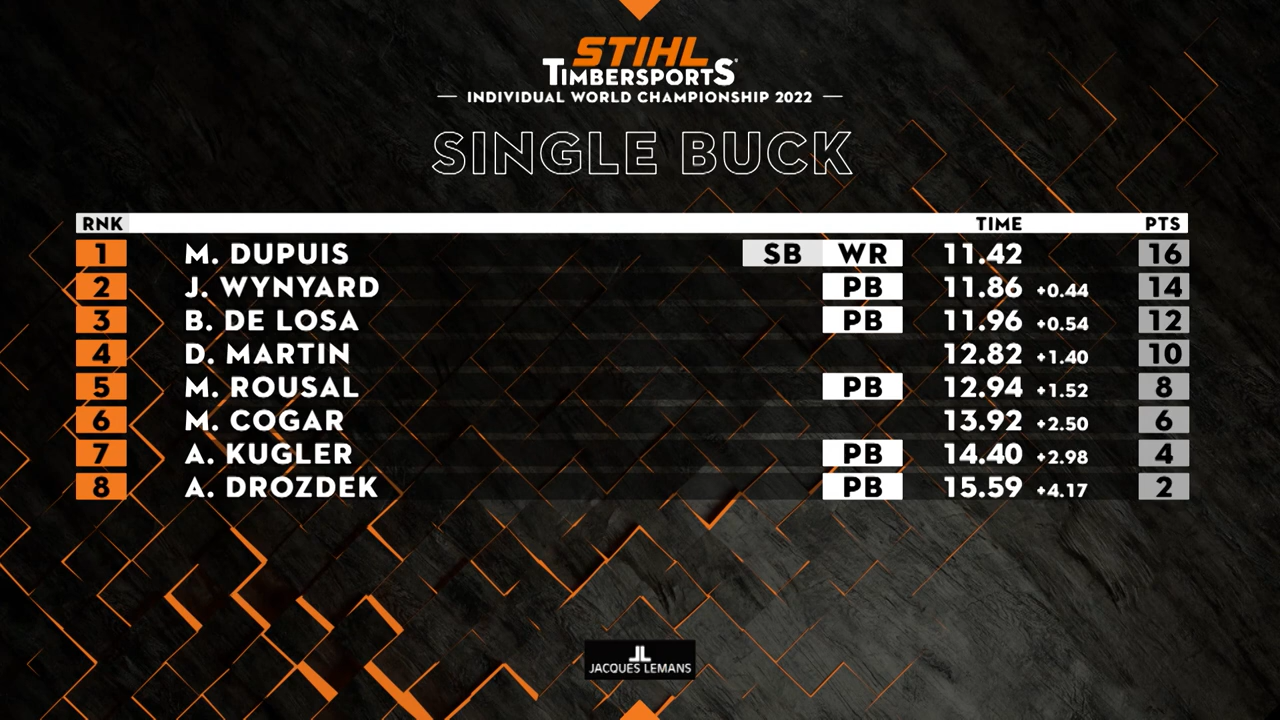 STIHL
TIMBERSPORTS®
INDIVIDUAL WORLD CHAMPIONSHIP 2022
SINGLE BUCK
RNK TIME PTS
1 M. DUPUIS SB WR 11.42 16
2 J. WYNYARD PB 11.86 +0.44 14
3 B. DE LOSA PB 11.96 +0.54 12
4 D. MARTIN 12.82 +1.40 10
5 M. ROUSAL PB 12.94 +1.52 8
6 M. COGAR 13.92 +2.50 6
7 A. KUGLER PB 14.40 +2.98 4
8 A. DROZDEK PB 15.59 +4.17 2
JL
JACQUES LEMANS